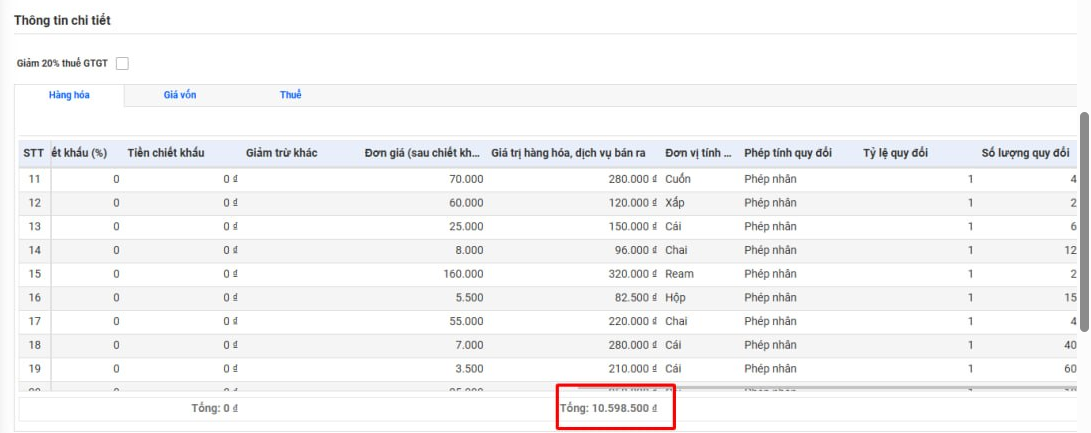 Thông tin chi tiết
Giảm 20% thuế GTGT
Hàng hóa Giá vốn Thuế
STT ết khấu (%) Tiền chiết khấu Giảm trừ khác Đơn giá (sau chiết kh... Giá trị hàng hóa, dịch vụ bán ra Đơn vị tính ... Phép tính quy đổi Tỷ lệ quy đổi Số lượng quy đổi
11 0 0 đ 70.000 280.000 đ Cuốn Phép nhân 1 4
12 0 0 đ 60.000 120.000 đ Xấp Phép nhân 1 2
13 0 0 đ 25.000 150.000 đ Cái Phép nhân 1 6
14 0 0 đ 8.000 96.000 đ Chai Phép nhân 1 12
15 0 0 đ 160.000 320.000 đ Ream Phép nhân 1 2
16 0 0 đ 5.500 82.500 đ Hộp Phép nhân 1 15
17 0 0 đ 55.000 220.000 đ Chai Phép nhân 1 4
18 0 0 đ 7.000 280.000 đ Cái Phép nhân 1 40
19 0 0 đ 3.500 210.000 đ Cái Phép nhân 1 60
Tổng: 0 đ Tổng: 10.598.500 đ